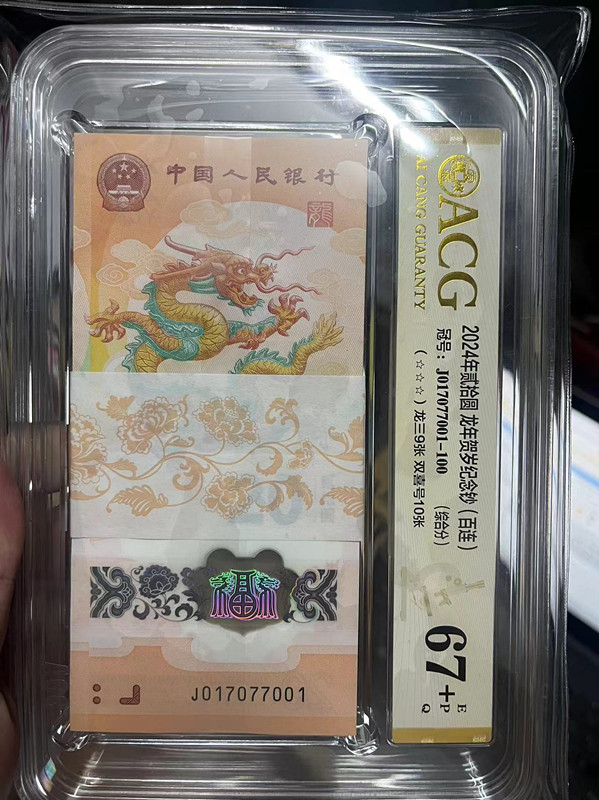 中国人民银行
龍
福
J017077001
ACG
AI CANG GUARANTY
2024年贰拾圆 龙年贺岁纪念钞（百连）
冠号：J017077001-100 （综合分）
（☆☆☆）龙三9张 双喜号10张
67+
E
P
Q